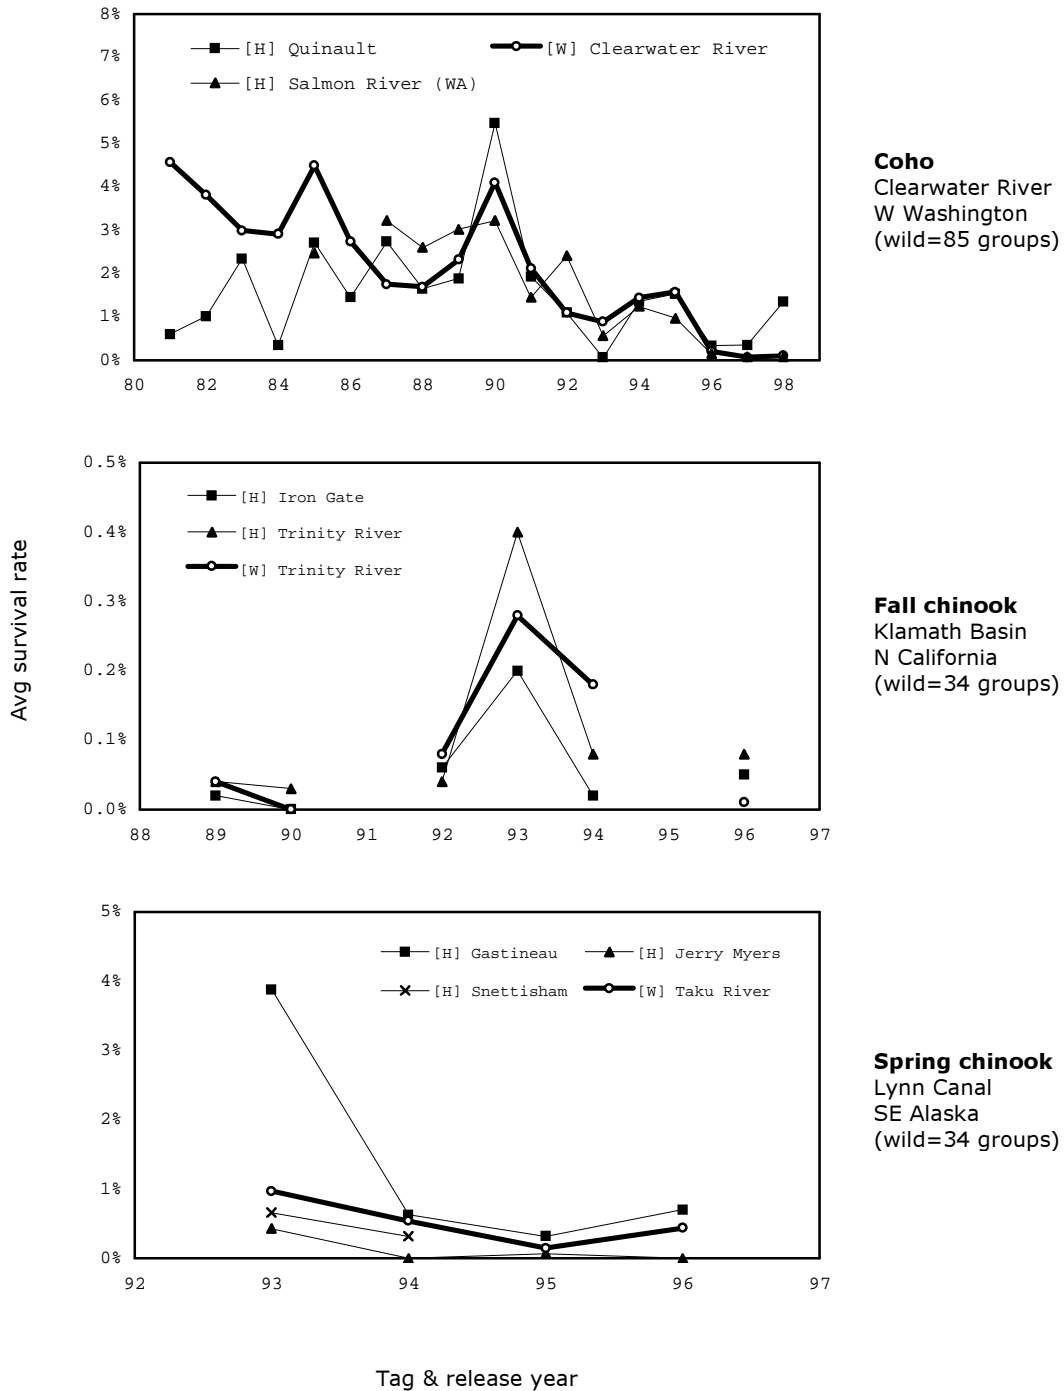 8%
7%
6%
5%
4%
3%
2%
1%
0%
[H] Quinault
[W] Clearwater River
[H] Salmon River (WA)
80 82 84 86 88 90 92 94 96 98
Coho
Clearwater River
W Washington
(wild=85 groups)
Avg survival rate
0.5%
0.4%
0.3%
0.2%
0.1%
0.0%
[H] Iron Gate
[H] Trinity River
[W] Trinity River
88 89 90 91 92 93 94 95 96 97
Fall chinook
Klamath Basin
N California
(wild=34 groups)
5%
4%
3%
2%
1%
0%
[H] Gastineau
[H] Jerry Myers
[H] Snettisham
[W] Taku River
92 93 94 95 96 97
Spring chinook
Lynn Canal
SE Alaska
(wild=34 groups)
Tag & release year